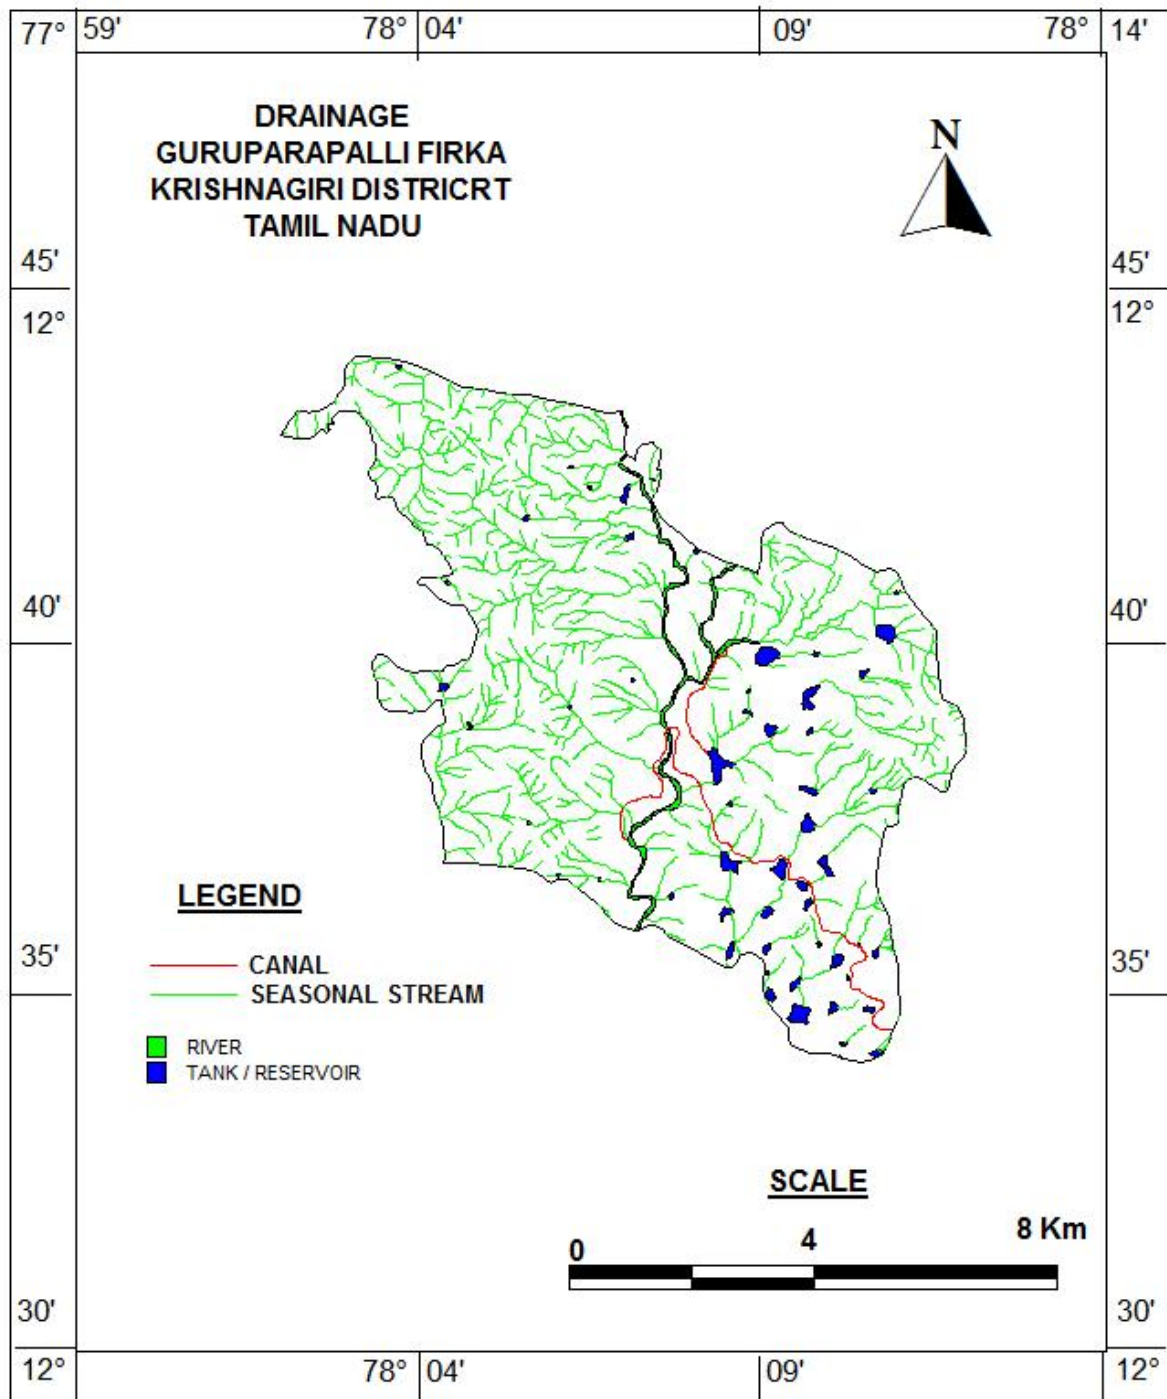 77° 59' 78° 04' 09' 78° 14'
DRAINAGE
GURUPARAPALLI FIRKA
KRISHNAGIRI DISTRICRT
TAMIL NADU
N
45' 45'
12° 12°
40' 40'
35' 35'
LEGEND
CANAL
SEASONAL STREAM
RIVER
TANK / RESERVOIR
SCALE
0 4 8 Km
30' 30'
12° 78° 04' 09' 12°